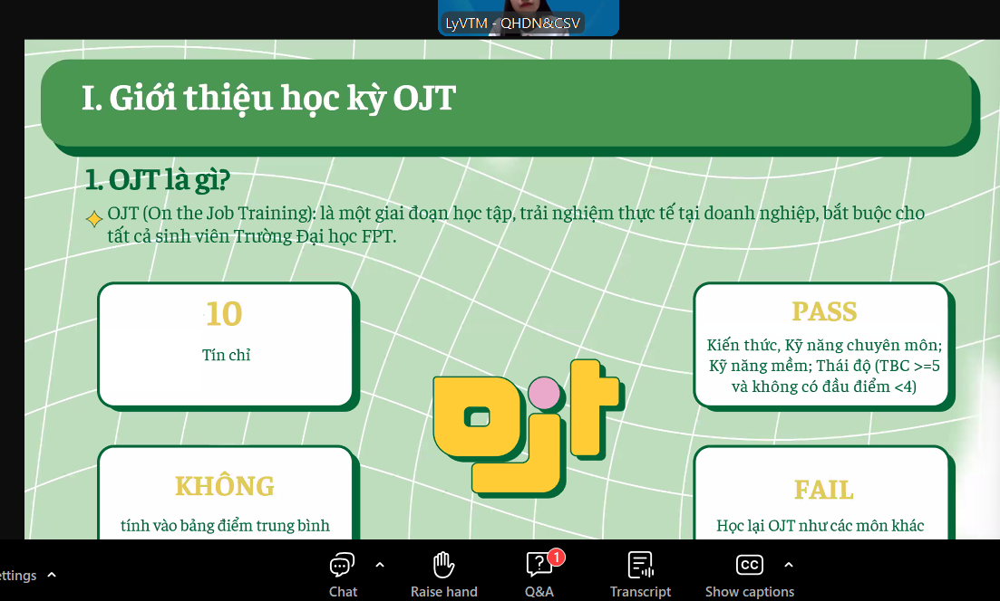 LyVTM - QHDN&CSV
I. Giới thiệu học kỳ OJT
1. OJT là gì?
OJT (On the Job Training): là một giai đoạn học tập, trải nghiệm thực tế tại doanh nghiệp, bắt buộc cho
tất cả sinh viên Trường Đại học FPT.
10
Tín chỉ
PASS
Kiến thức, Kỹ năng chuyên môn;
Kỹ năng mềm; Thái độ (TBC >=5
và không có đầu điểm <4)
ojt
KHÔNG
tính vào bảng điểm trung bình
FAIL
Học lại OJT như các môn khác
ettings
Chat
Raise hand
1
Q&A
Transcript
CC
Show captions